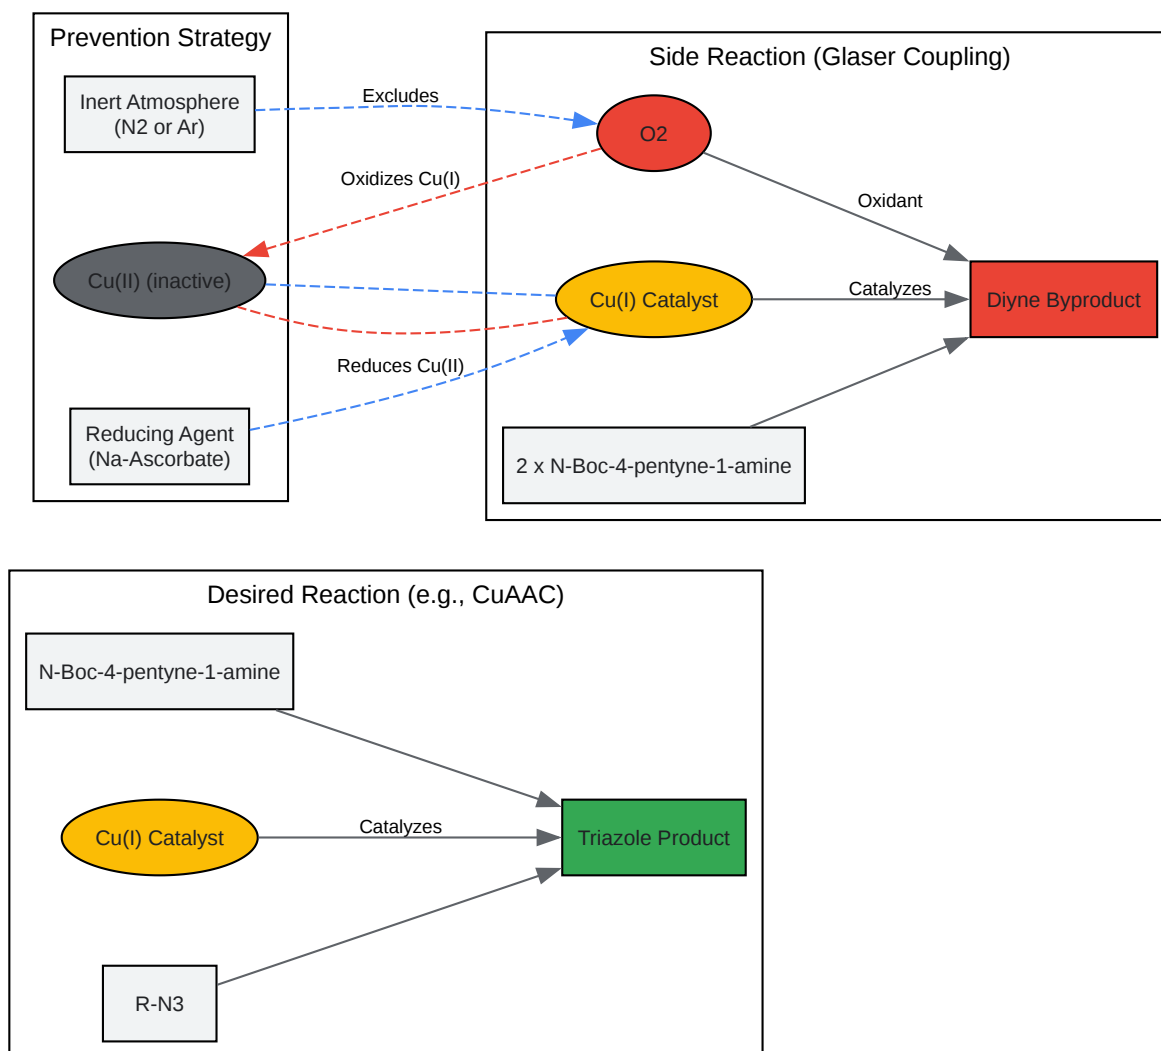 Prevention Strategy
Inert Atmosphere
(N2 or Ar)
Excludes
Side Reaction (Glaser Coupling)
O2
Oxidizes Cu(I)
Oxidant
Cu(II) (inactive)
Cu(I) Catalyst
Catalyzes
Diyne Byproduct
Reduces Cu(II)
Reducing Agent
(Na-Ascorbate)
2 x N-Boc-4-pentyne-1-amine
Desired Reaction (e.g., CuAAC)
N-Boc-4-pentyne-1-amine
Cu(I) Catalyst
Catalyzes
Triazole Product
R-N3